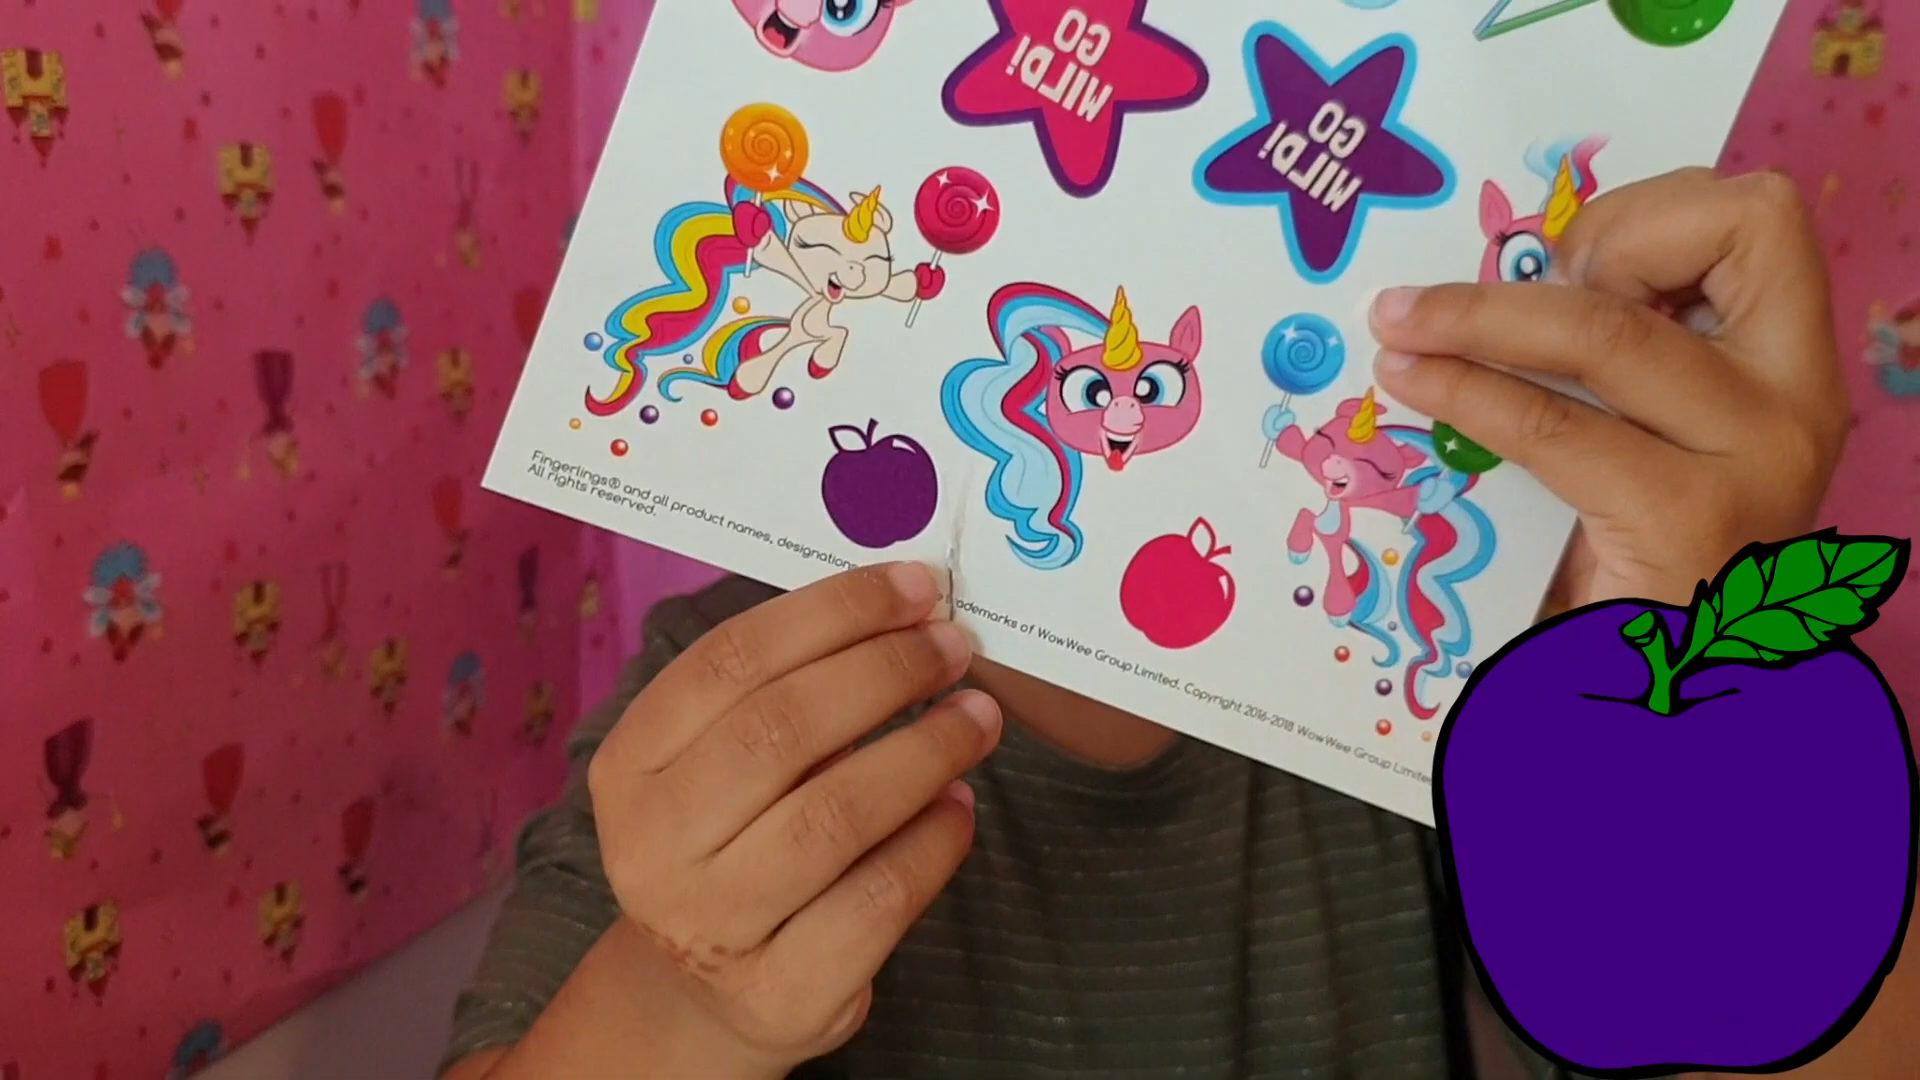 GO
WILD!
GO
WILD!
Fingerlings® and all product names, designations trademarks of WowWee Group Limited. Copyright 2016-2018 WowWee Group Limite
All rights reserved.